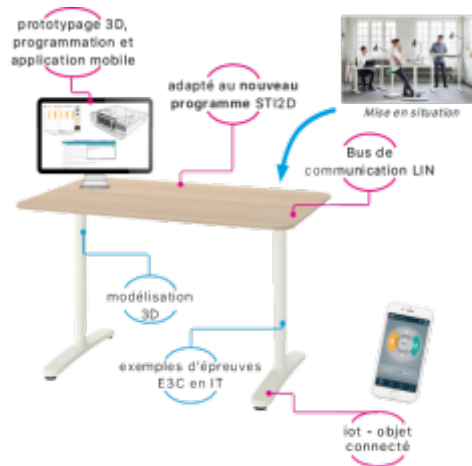 prototypage 3D,
programmation et
application mobile
adapté au nouveau
programme STI2D
Mise en situation
Bus de
communication LIN
modélisation
3D
exemples d'épreuves
E3C en IT
iot - objet
connecté